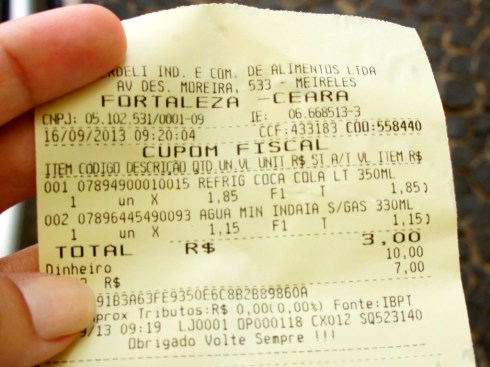 RDELI IND. E COM. DE ALIMENTOS LTDA
AV DES. MOREIRA, 533 - MEIRELES
FORTALEZA -CEARA
CNPJ: 05.102.531/0001-09 IE: 06.668513-3
16/09/2013 09:20:04 CCF:433183 COO:558440
CUPOM FISCAL
ITEM CÓDIGO DESCRIÇÃO QTD.UN.VL UNIT R$ ST A/T VL ITEM R$
001 07894900010015 REFRIG COCA COLA LT 350ML
1 un X 1,85 F1 T 1,85)
002 07896445490093 AGUA MIN INDAIA S/GAS 330ML
1 un X 1,15 F1 T 1,15)
TOTAL R$ 3,00
Dinheiro 10,00
R$ 7,00
91B3A63FE9350E6C8B2B89860A
prox Tributos:R$ 0,00(0,00%) Fonte:IBPT
9/13 09:19 LJ0001 OP000118 CX012 SQ523140
Obrigado Volte Sempre !!!